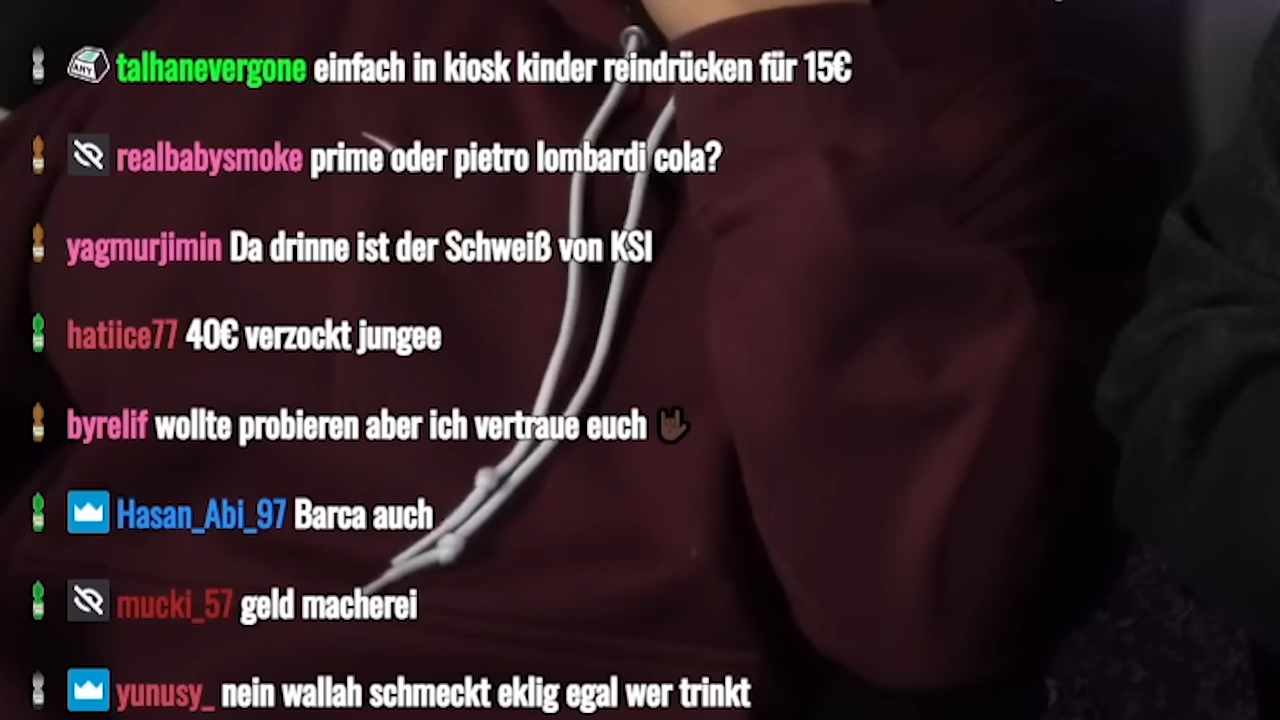 talhanevergone einfach in kiosk kinder reindrücken für 15€
realbabysmoke prime oder pietro lombardi cola?
yagmurjimin Da drinne ist der Schweiß von KSI
hatiice77 40€ verzockt jungee
byrelif wollte probieren aber ich vertraue euch 🤘🏿
Hasan_Abi_97 Barca auch
mucki_57 geld macherei
yunusy_ nein wallah schmeckt eklig egal wer trinkt